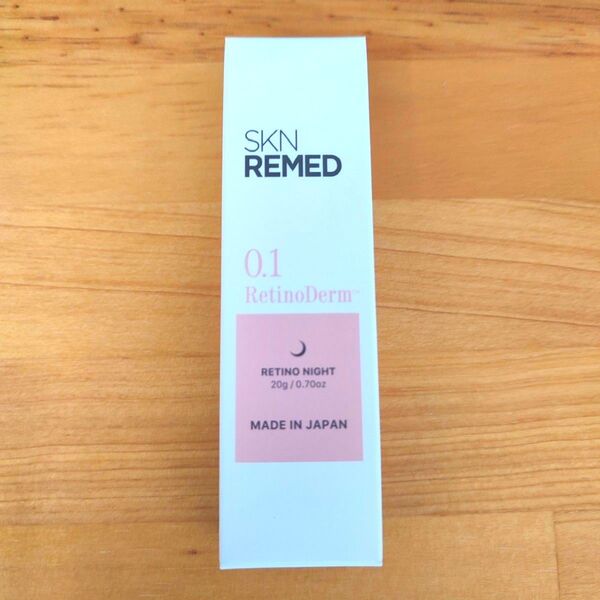 SKN
REMED
0.1
RetinoDerm™
RETINO NIGHT
20g / 0.70oz
MADE IN JAPAN